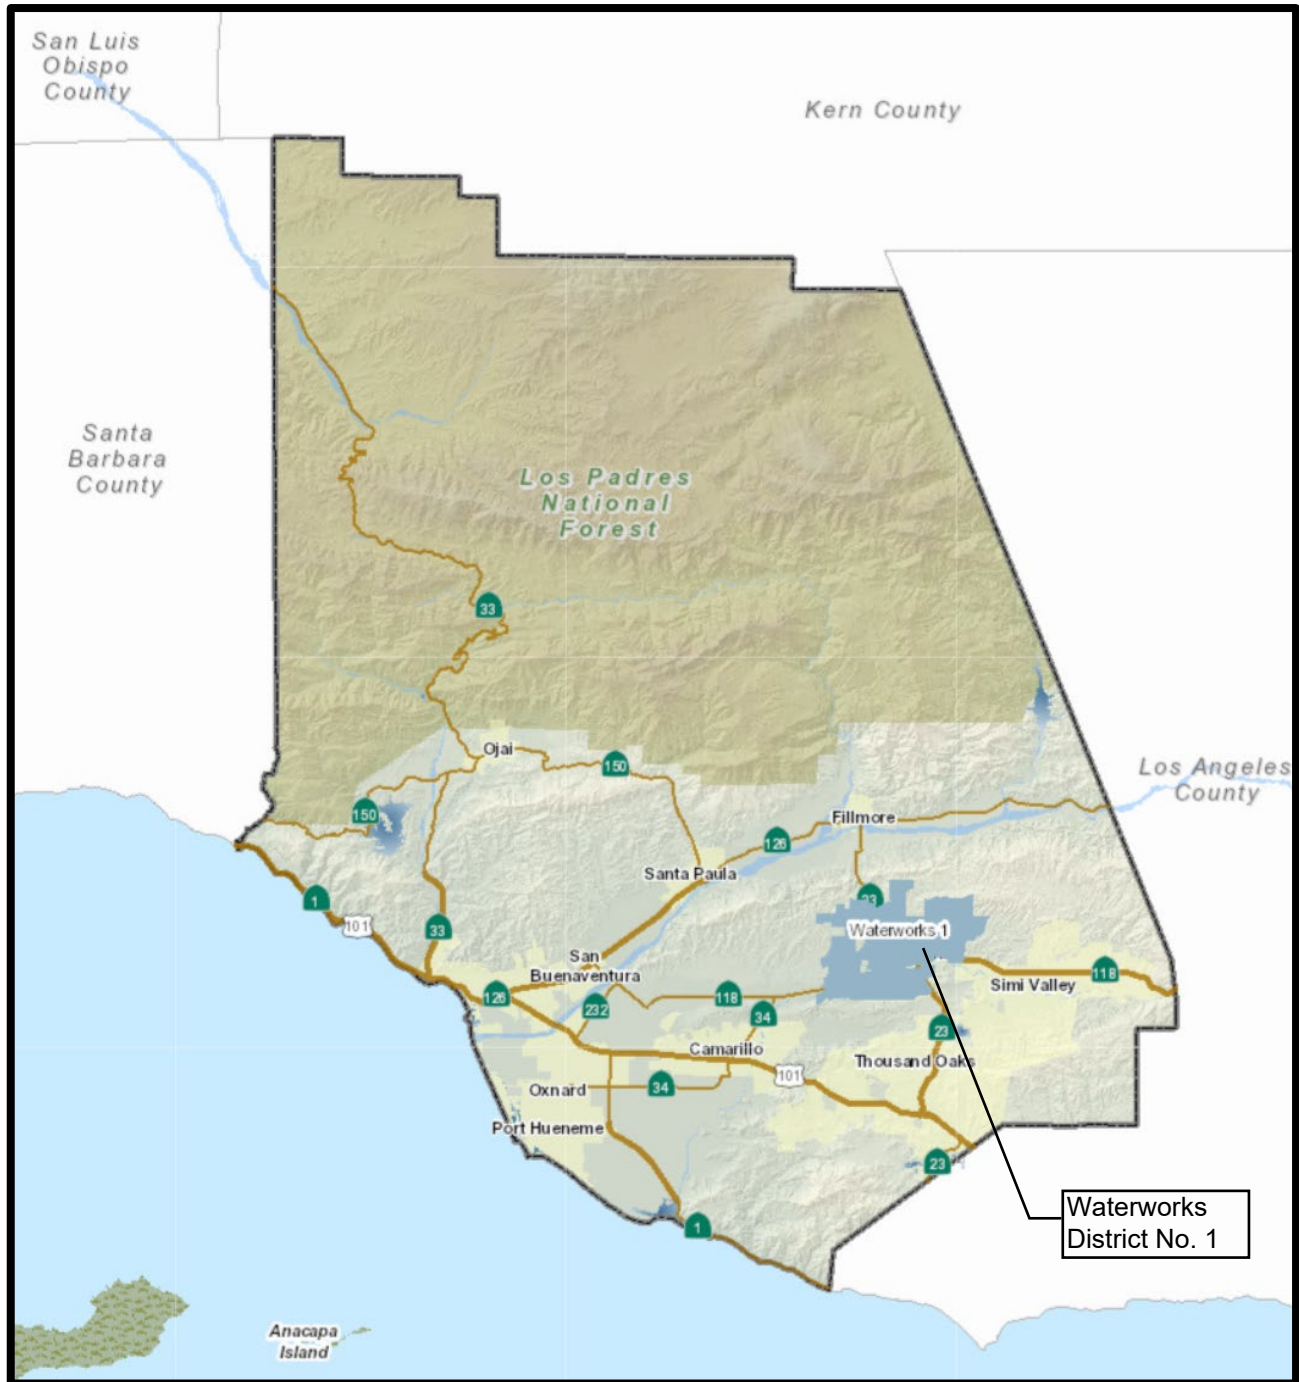 San Luis
Obispo
County
Kern County
Santa
Barbara
County
Los Padres
National
Forest
33
Ojai
150
Los Angeles
County
150
Fillmore
126
Santa Paula
23
1
101
33
Waterworks 1
San
Buenaventura
118
Simi Valley
126
118
232
34
23
Camarillo
Thousand Oaks
101
34
Oxnard
Port Hueneme
23
Waterworks
District No. 1
1
Anacapa
Island